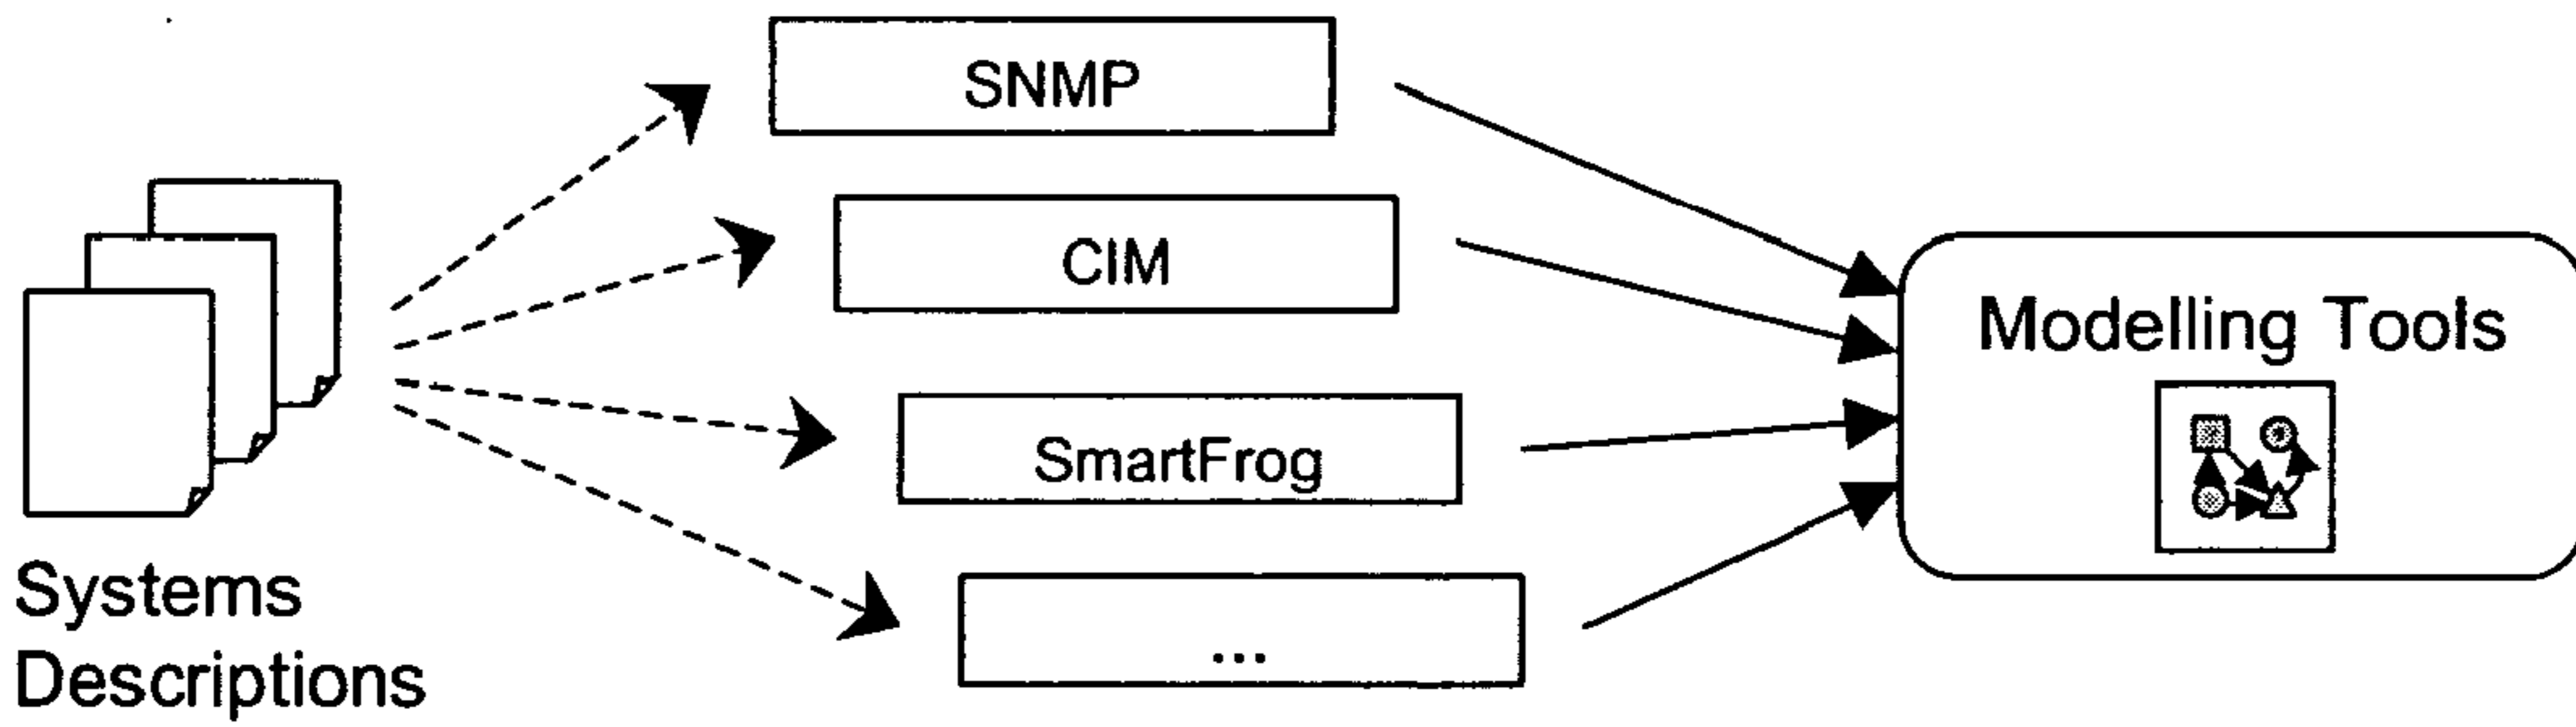 SNMP
CIM
SmartFrog
...
Systems
Descriptions
Modelling Tools